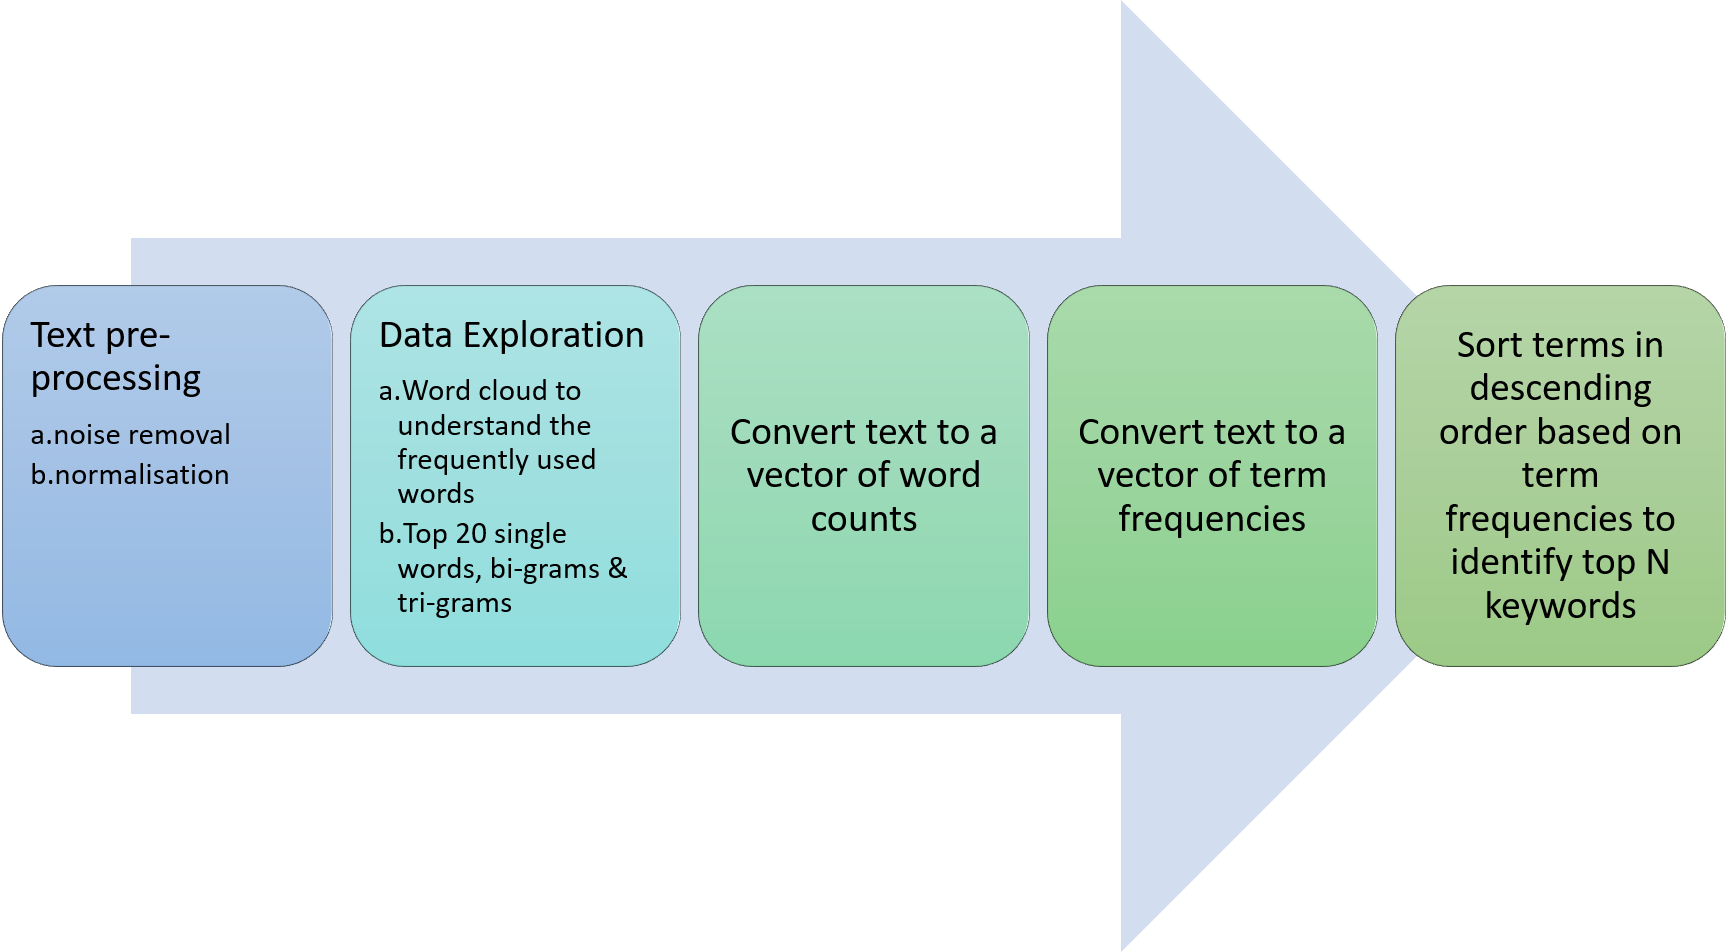 Text pre-
processing
a.noise removal
b.normalisation
Data Exploration
a.Word cloud to
understand the
frequently used
words
b.Top 20 single
words, bi-grams &
tri-grams
Convert text to a
vector of word
counts
Convert text to a
vector of term
frequencies
Sort terms in
descending
order based on
term
frequencies to
identify top N
keywords